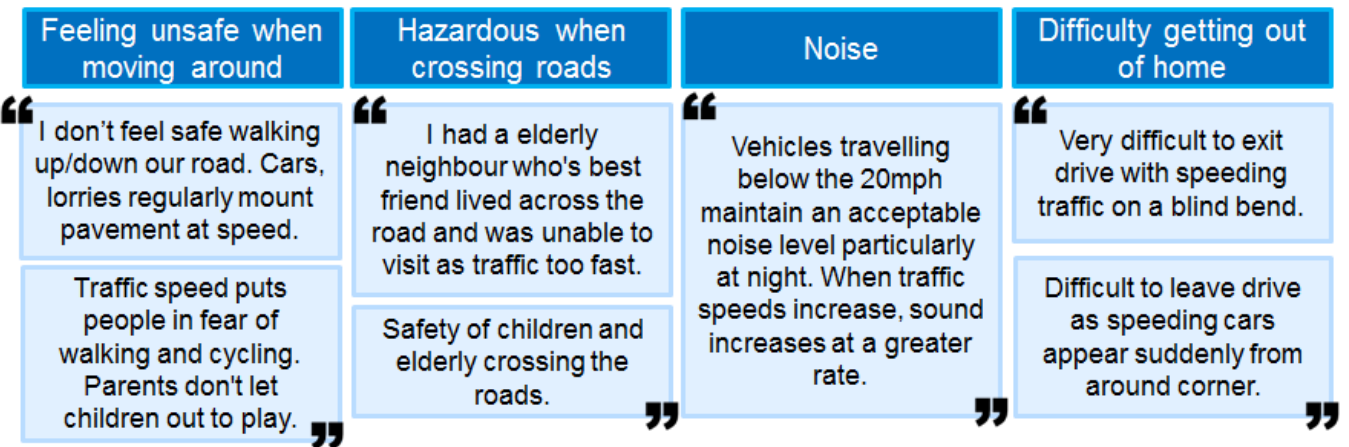 Feeling unsafe when
moving around
“
I don’t feel safe walking
up/down our road. Cars,
lorries regularly mount
pavement at speed.
Traffic speed puts
people in fear of
walking and cycling.
Parents don't let
children out to play.
”
Hazardous when
crossing roads
“
I had a elderly
neighbour who's best
friend lived across the
road and was unable to
visit as traffic too fast.
Safety of children and
elderly crossing the
roads.
”
Noise
“
Vehicles travelling
below the 20mph
maintain an acceptable
noise level particularly
at night. When traffic
speeds increase, sound
increases at a greater
rate.
”
Difficulty getting out
of home
“
Very difficult to exit
drive with speeding
traffic on a blind bend.
Difficult to leave drive
as speeding cars
appear suddenly from
around corner.
”